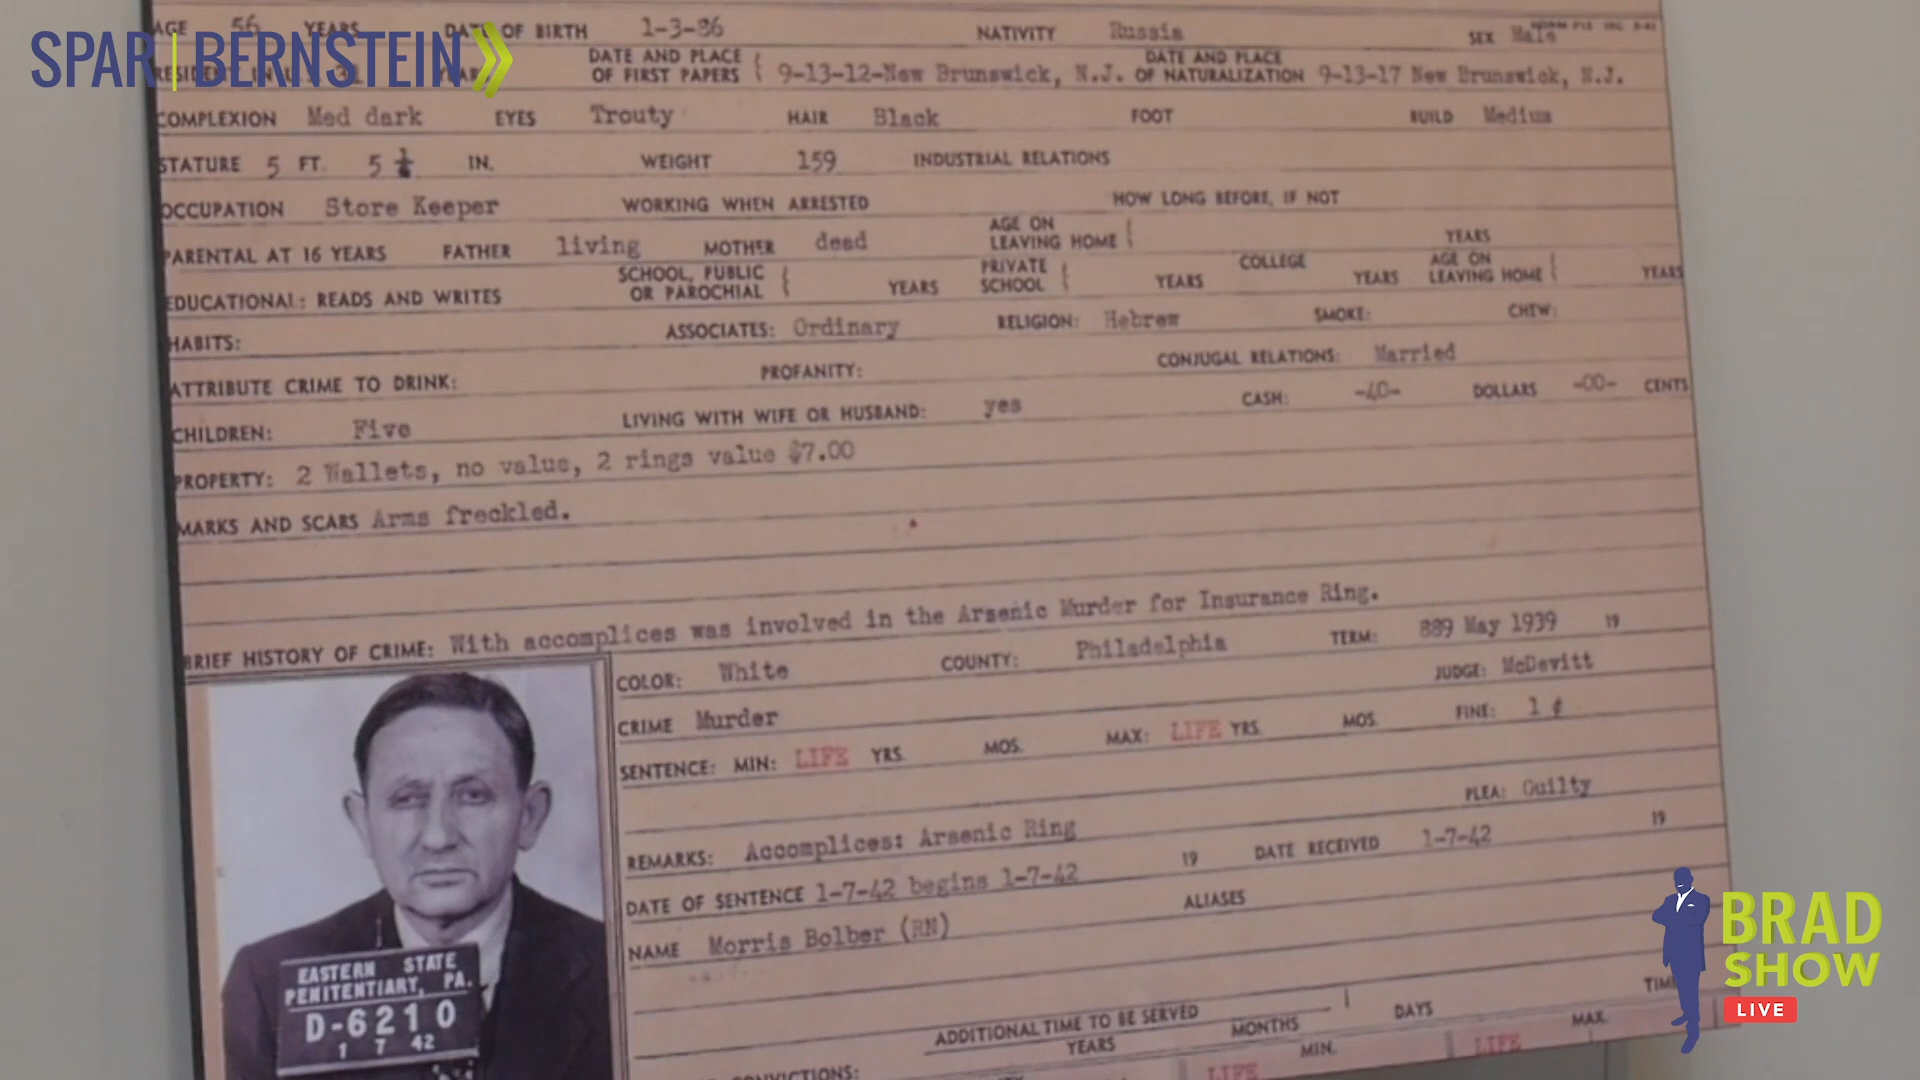 SPAR BERNSTEIN
AGE 56 YEARS DATE OF BIRTH 1-3-86 NATIVITY Russia SEX Male
DATE AND PLACE OF FIRST PAPERS 9-13-12-New Brunswick, N.J. DATE AND PLACE OF NATURALIZATION 9-13-17 New Brunswick, N.J.
COMPLEXION Med dark EYES Trouty HAIR Black FOOT BUILD Medium
STATURE 5 FT. 5 IN. WEIGHT 159 INDUSTRIAL RELATIONS
OCCUPATION Store Keeper WORKING WHEN ARRESTED HOW LONG BEFORE, IF NOT
PARENTAL AT 16 YEARS FATHER living MOTHER dead AGE ON LEAVING HOME YEARS
EDUCATIONAL: READS AND WRITES SCHOOL, PUBLIC OR PAROCHIAL YEARS PRIVATE SCHOOL YEARS COLLEGE YEARS AGE ON LEAVING HOME YEARS
HABITS: ASSOCIATES: Ordinary RELIGION: Hebrew SMOKE: CHEW:
ATTRIBUTE CRIME TO DRINK: PROFANITY: CONJUGAL RELATIONS: Married
CHILDREN: Five LIVING WITH WIFE OR HUSBAND: yes CASH: -40- DOLLARS -00- CENTS
PROPERTY: 2 Wallets, no value, 2 rings value $7.00
MARKS AND SCARS Arms freckled.
BRIEF HISTORY OF CRIME: With accomplices was involved in the Arsenic Murder for Insurance Ring.
COLOR: White COUNTY: Philadelphia TERM: 889 May 1939 19
CRIME Murder JUDGE: McDevitt
SENTENCE: MIN: LIFE YRS. MOS. MAX: LIFE YRS. MOS. FINE: 1 ¢
PLEA: Guilty
REMARKS: Accomplices: Arsenic Ring
DATE OF SENTENCE 1-7-42 begins 1-7-42 19 DATE RECEIVED 1-7-42 19
NAME Morris Bolber (RN) ALIASES
ADDITIONAL TIME TO BE SERVED
YEARS MONTHS DAYS
MIN. MAX.
LIFE LIFE
EASTERN STATE
PENITENTIARY, PA.
D-6210
1 7 42
BRAD
SHOW
LIVE